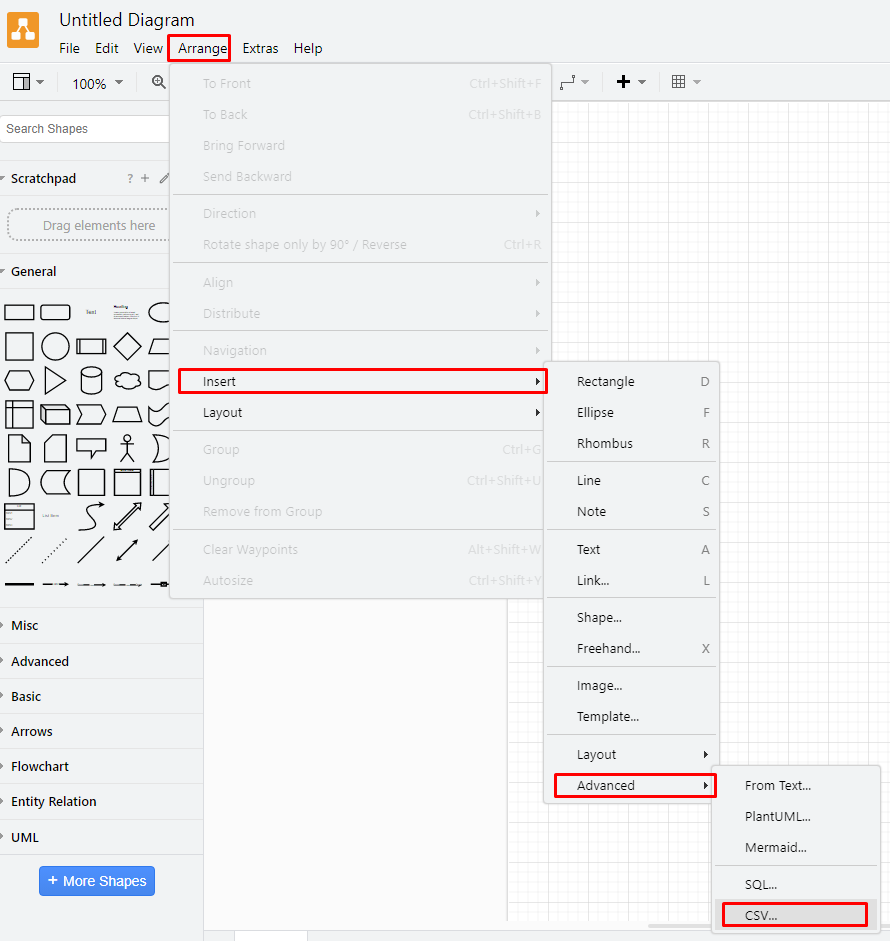 Untitled Diagram
File Edit View Arrange Extras Help
100%
Search Shapes
Scratchpad
? +
Drag elements here
General
Text
Heading
Misc
Advanced
Basic
Arrows
Flowchart
Entity Relation
UML
+ More Shapes
To Front Ctrl+Shift+F
To Back Ctrl+Shift+B
Bring Forward
Send Backward
Direction
Rotate shape only by 90° / Reverse Ctrl+R
Align
Distribute
Navigation
Insert
Layout
Group Ctrl+G
Ungroup Ctrl+Shift+U
Remove from Group
Clear Waypoints Alt+Shift+W
Autosize Ctrl+Shift+Y
Rectangle D
Ellipse F
Rhombus R
Line C
Note S
Text A
Link... L
Shape...
Freehand... X
Image...
Template...
Layout
Advanced
From Text...
PlantUML...
Mermaid...
SQL...
CSV...